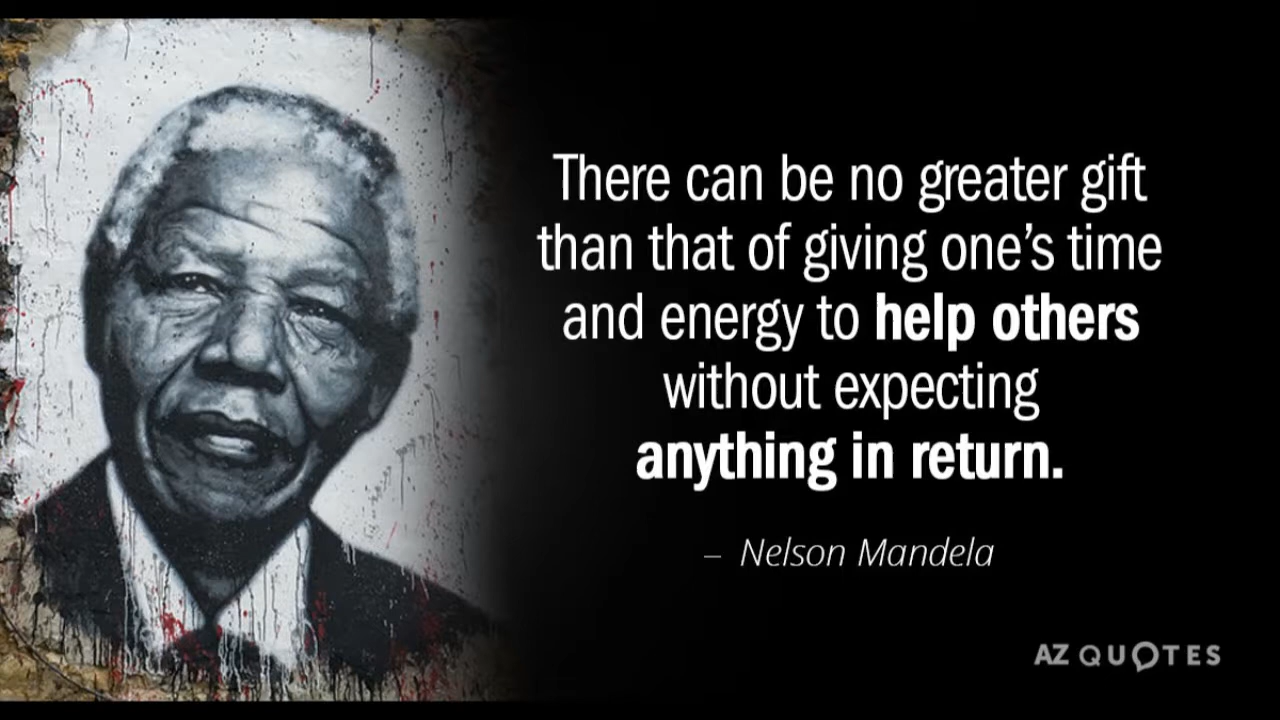 There can be no greater gift
than that of giving one’s time
and energy to help others
without expecting
anything in return.
– Nelson Mandela
AZ QUOTES